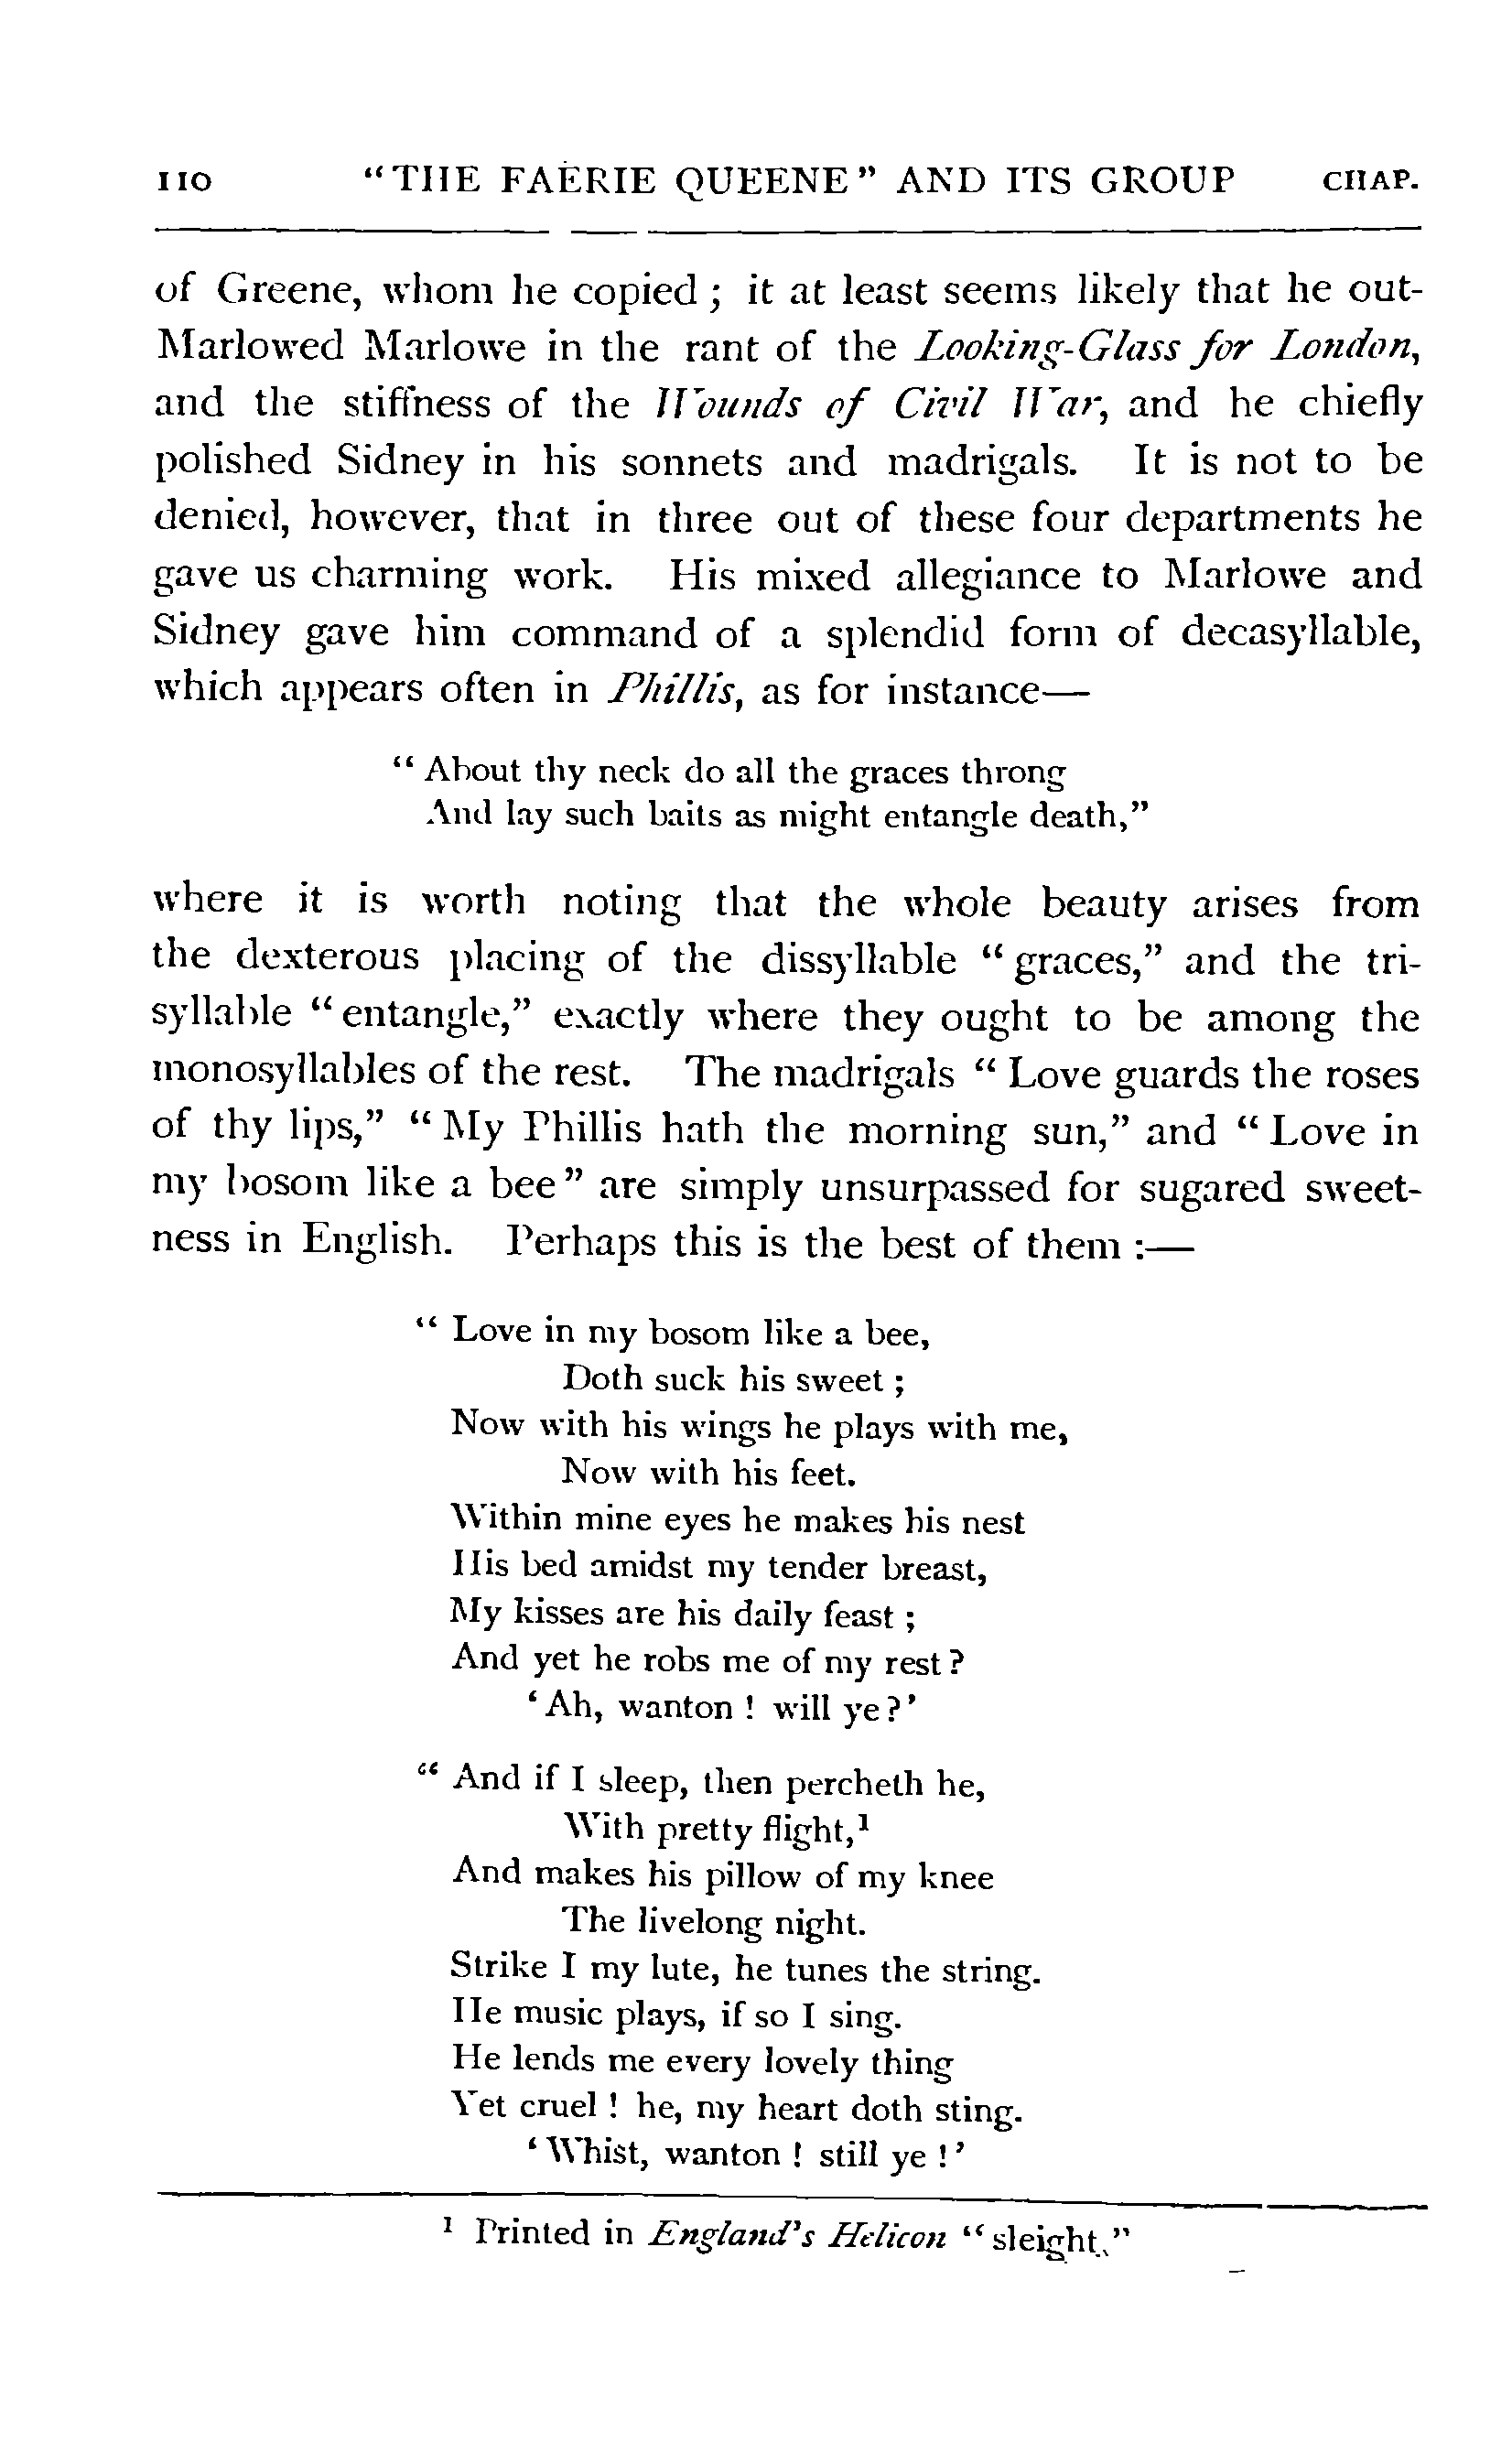 110 "THE FAËRIE QUEENE" AND ITS GROUP CHAP.
of Greene, whom he copied; it at least seems likely that he out-
Marlowed Marlowe in the rant of the Looking-Glass for London,
and the stiffness of the Wounds of Civil War, and he chiefly
polished Sidney in his sonnets and madrigals. It is not to be
denied, however, that in three out of these four departments he
gave us charming work. His mixed allegiance to Marlowe and
Sidney gave him command of a splendid form of decasyllable,
which appears often in Phillis, as for instance—
"About thy neck do all the graces throng
And lay such baits as might entangle death,"
where it is worth noting that the whole beauty arises from
the dexterous placing of the dissyllable "graces," and the tri-
syllable "entangle," exactly where they ought to be among the
monosyllables of the rest. The madrigals "Love guards the roses
of thy lips," "My Phillis hath the morning sun," and "Love in
my bosom like a bee" are simply unsurpassed for sugared sweet-
ness in English. Perhaps this is the best of them:—
"Love in my bosom like a bee,
Doth suck his sweet;
Now with his wings he plays with me,
Now with his feet.
Within mine eyes he makes his nest
His bed amidst my tender breast,
My kisses are his daily feast;
And yet he robs me of my rest?
'Ah, wanton! will ye?'
"And if I sleep, then percheth he,
With pretty flight,¹
And makes his pillow of my knee
The livelong night.
Strike I my lute, he tunes the string.
He music plays, if so I sing.
He lends me every lovely thing
Yet cruel! he, my heart doth sting.
'Whist, wanton! still ye!'
¹ Printed in England's Helicon "sleight."